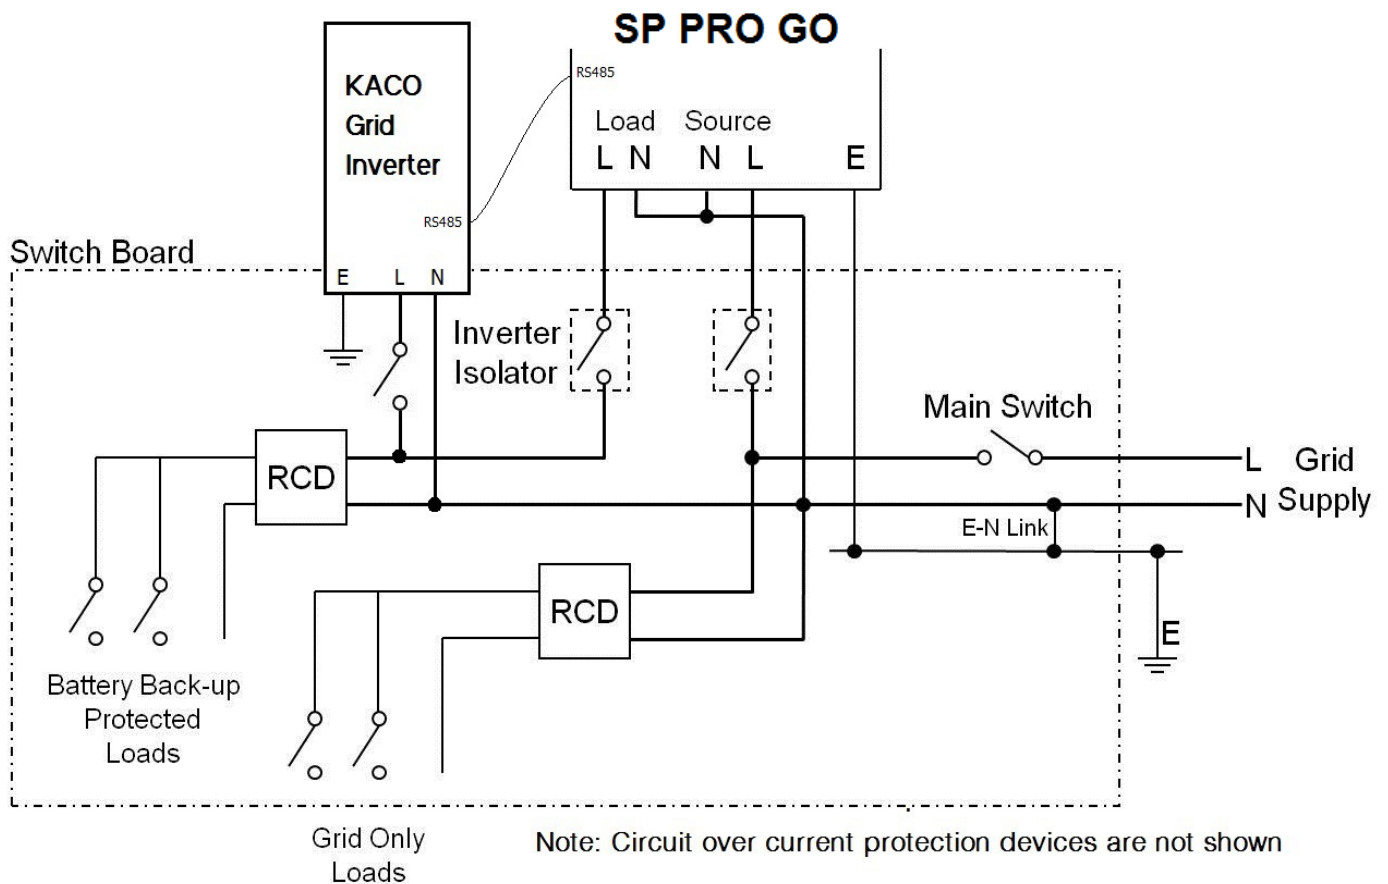 SP PRO GO
KACO
Grid
Inverter
RS485
RS485
Load Source
L N N L E
Switch Board
E L N
Inverter
Isolator
Main Switch
RCD
L Grid
N Supply
E-N Link
RCD
E
Battery Back-up
Protected
Loads
Grid Only
Loads
Note: Circuit over current protection devices are not shown